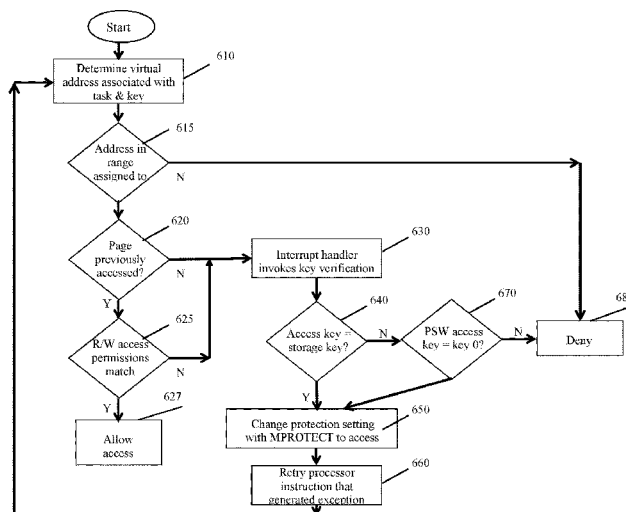 Start
610
Determine virtual
address associated with
task & key
615
Address in
range
assigned to
N
620
Page
previously
accessed?
N
Y
630
Interrupt handler
invokes key verification
625
R/W access
permissions
match
N
Y
640
Access key =
storage key?
N
Y
670
PSW access
key = key 0?
N
68
Deny
627
Allow
access
650
Change protection setting
with MPROTECT to access
660
Retry processor
instruction that
generated exception